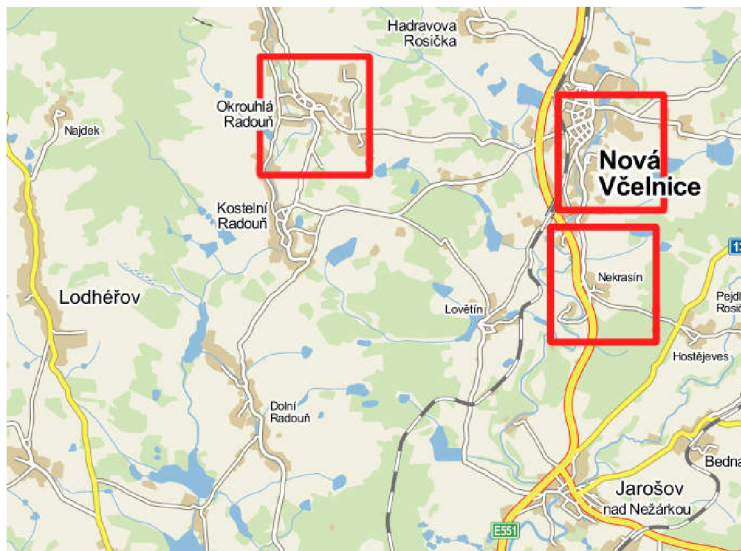 Hadravova
Rosička
Okrouhlá
Radouň
Najdek
Nová
Včelnice
Kostelní
Radouň
Nekrasín
Lodhéřov
Lovětín
Hostějeves
Dolní
Radouň
Jarošov
nad Nežárkou
E551